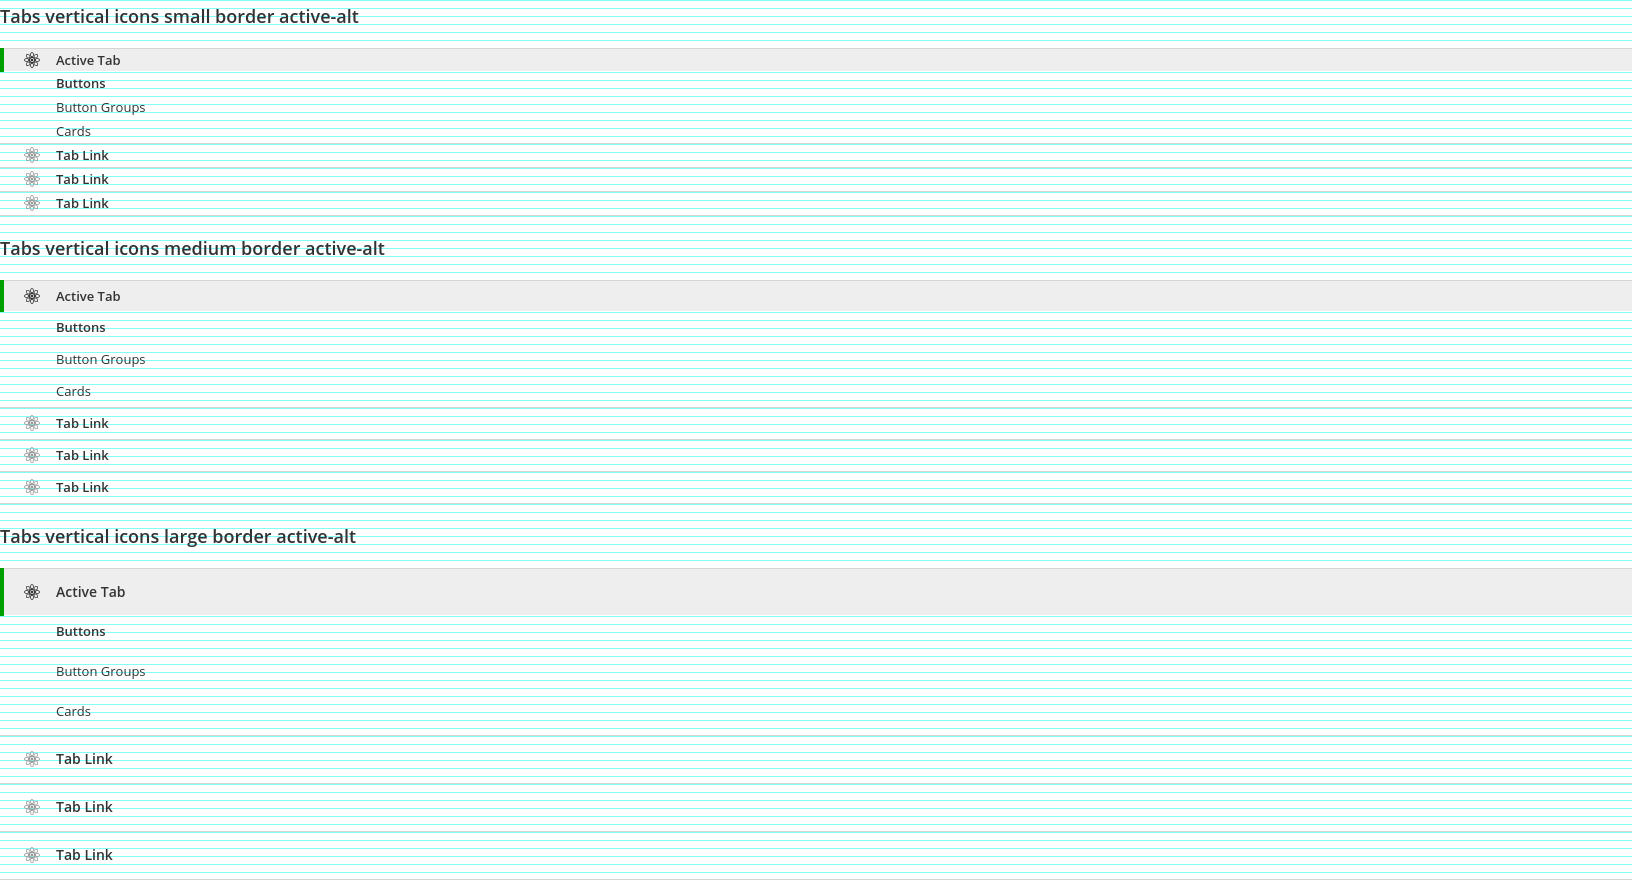 Tabs vertical icons small border active-alt
Active Tab
Buttons
Button Groups
Cards
Tab Link
Tab Link
Tab Link
Tabs vertical icons medium border active-alt
Active Tab
Buttons
Button Groups
Cards
Tab Link
Tab Link
Tab Link
Tabs vertical icons large border active-alt
Active Tab
Buttons
Button Groups
Cards
Tab Link
Tab Link
Tab Link